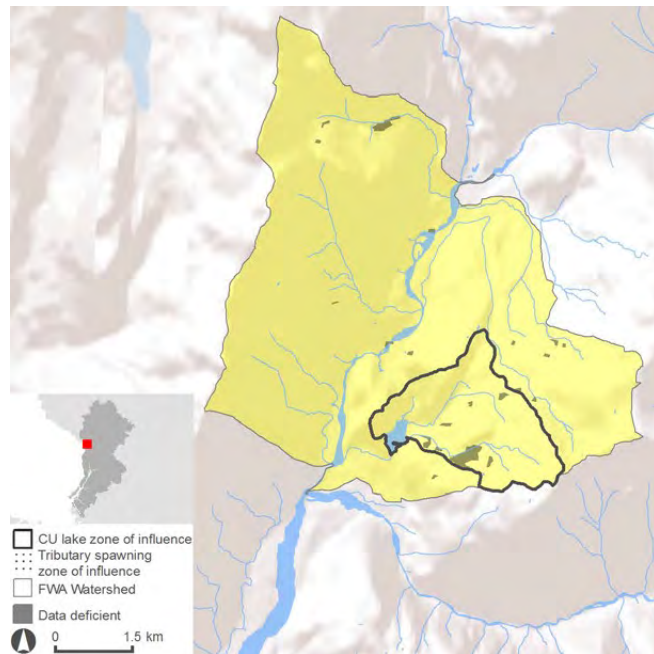 CU lake zone of influence
Tributary spawning
zone of influence
FWA Watershed
Data deficient
0 1.5 km